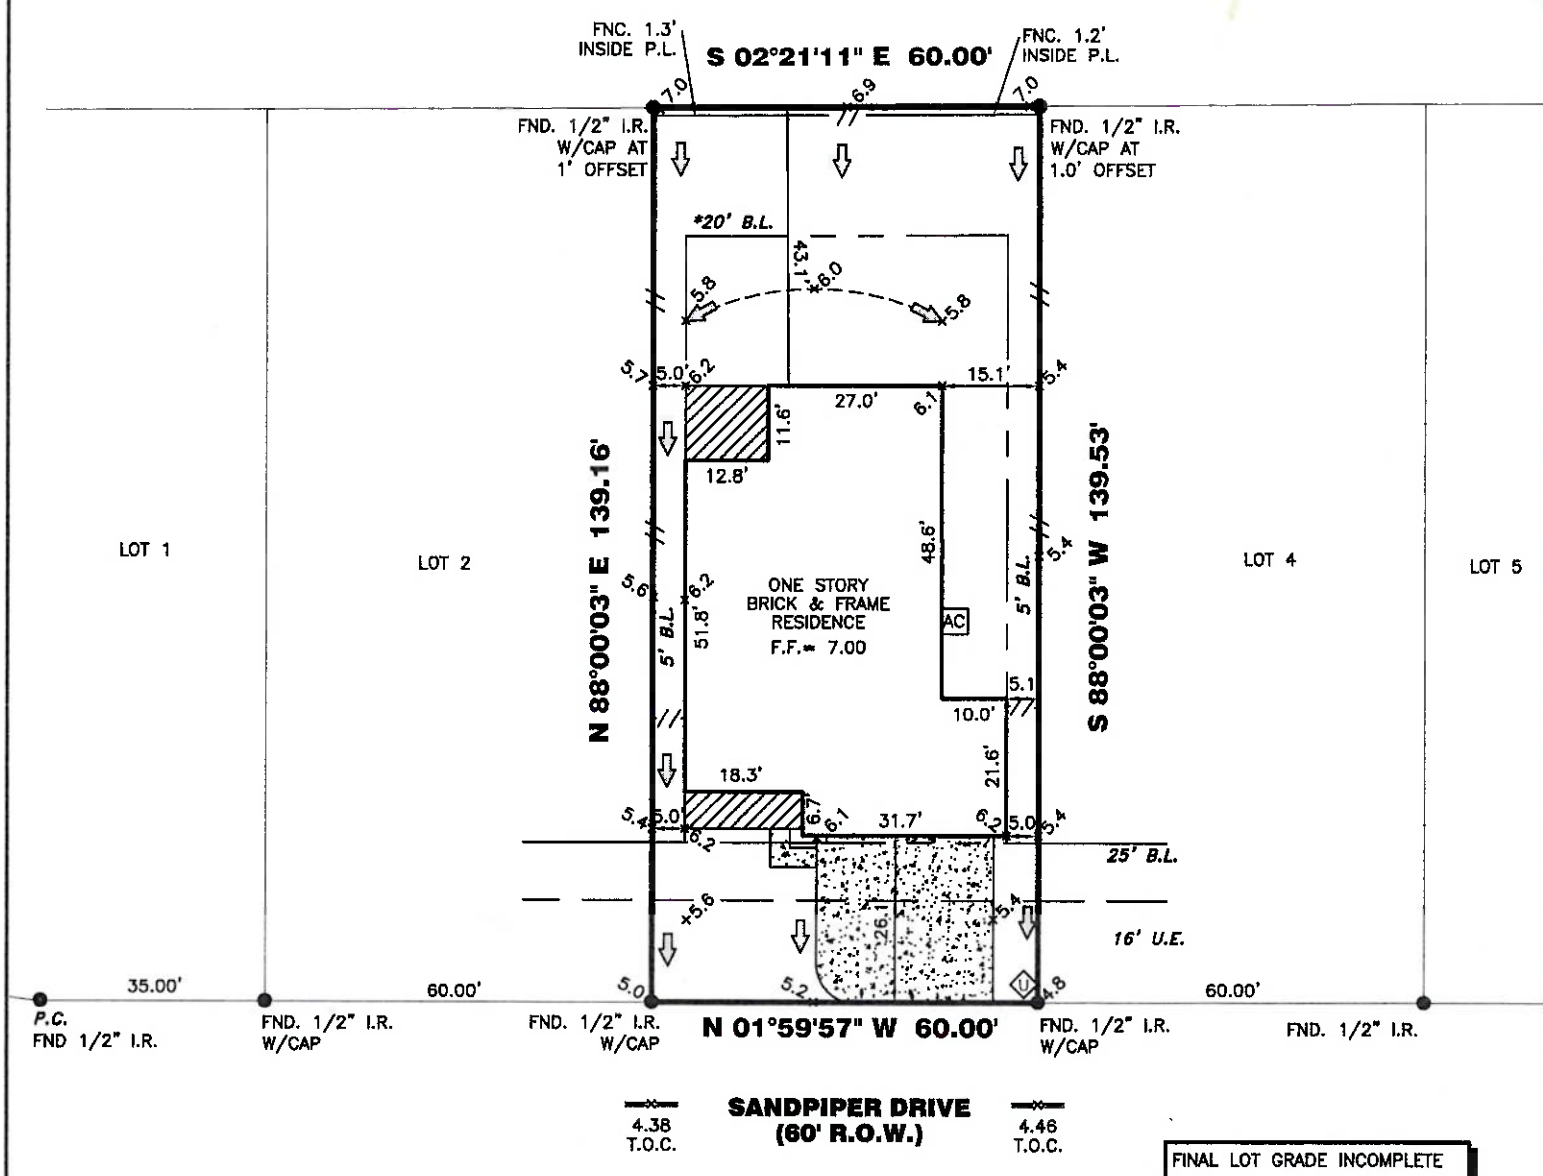 FNC. 1.3'
INSIDE P.L.
S 02°21'11" E 60.00'
FNC. 1.2'
INSIDE P.L.
7.0
6.9
7.0
FND. 1/2" I.R.
W/CAP AT
1' OFFSET
FND. 1/2" I.R.
W/CAP AT
1.0' OFFSET
*20' B.L.
43.1'
6.0
5.8
5.8
5.7
5.0'
6.2
27.0'
6.1
15.1'
5.4
11.6'
12.8'
N 88°00'03" E 139.16'
S 88°00'03" W 139.53'
LOT 1
LOT 2
LOT 4
LOT 5
48.6'
5.4
5.6
6.2
51.8'
5' B.L.
5' B.L.
ONE STORY
BRICK & FRAME
RESIDENCE
F.F.= 7.00
AC
5.1
10.0'
21.6'
18.3'
6.7'
6.1
31.7'
6.2
5.0'
5.4
5.4
5.0'
6.2
25' B.L.
+5.6
26.1'
5.4
16' U.E.
U
35.00'
60.00'
5.0
5.2
4.8
60.00'
P.C.
FND 1/2" I.R.
FND. 1/2" I.R.
W/CAP
FND. 1/2" I.R.
W/CAP
N 01°59'57" W 60.00'
FND. 1/2" I.R.
W/CAP
FND. 1/2" I.R.
4.38
T.O.C.
SANDPIPER DRIVE
(60' R.O.W.)
4.46
T.O.C.
FINAL LOT GRADE INCOMPLETE